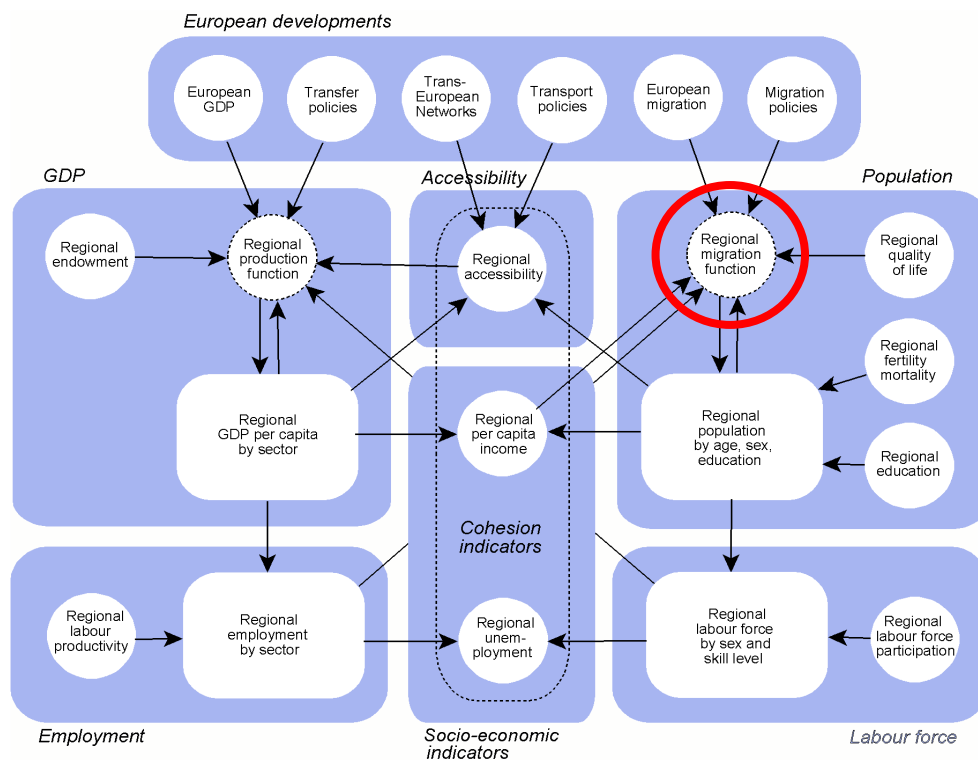 European developments
European
GDP
Transfer
policies
Trans-
European
Networks
Transport
policies
European
migration
Migration
policies
GDP
Accessibility
Population
Regional
endowment
Regional
production
function
Regional
accessibility
Regional
migration
function
Regional
quality
of life
Regional
fertility
mortality
Regional
GDP per capita
by sector
Regional
per capita
income
Regional
population
by age, sex,
education
Regional
education
Cohesion
indicators
Regional
labour
productivity
Regional
employment
by sector
Regional
unem-
ployment
Regional
labour force
by sex and
skill level
Regional
labour force
participation
Employment
Socio-economic
indicators
Labour force